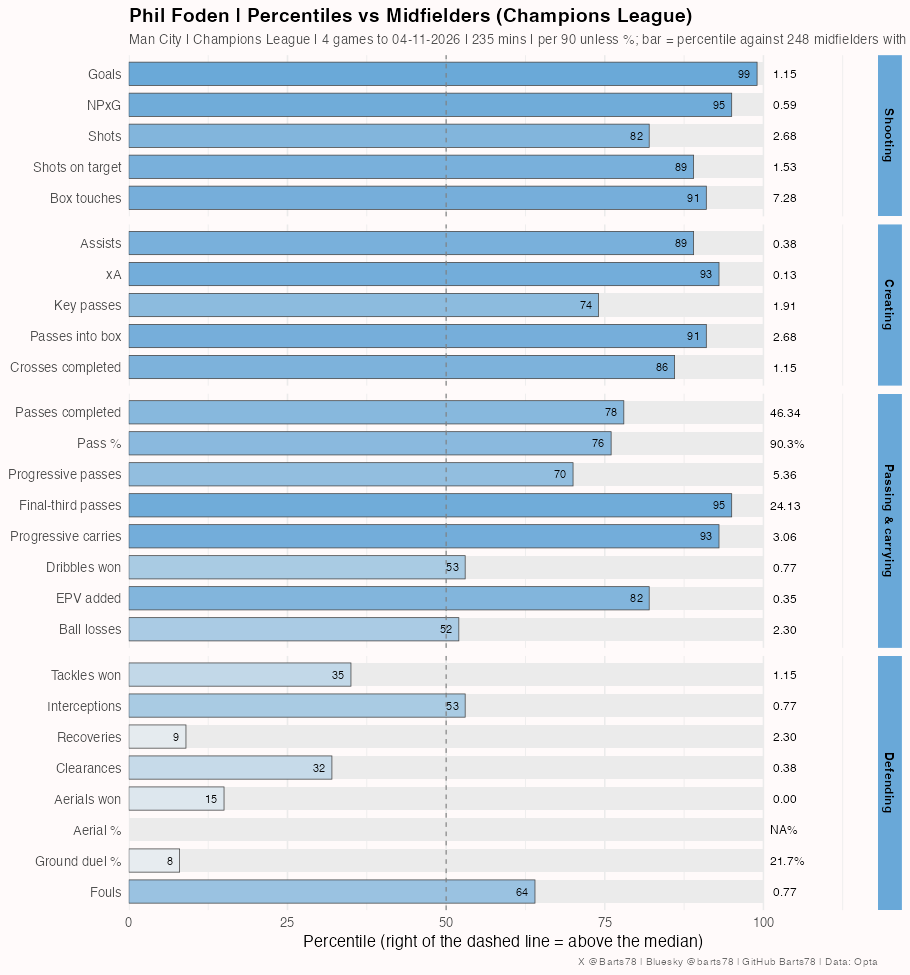 Phil Foden | Percentiles vs Midfielders (Champions League)
Man City | Champions League | 4 games to 04-11-2026 | 235 mins | per 90 unless %; bar = percentile against 248 midfielders with
Goals 99 1.15
NPxG 95 0.59
Shots 82 2.68
Shots on target 89 1.53
Box touches 91 7.28
Shooting
Assists 89 0.38
xA 93 0.13
Key passes 74 1.91
Passes into box 91 2.68
Crosses completed 86 1.15
Creating
Passes completed 78 46.34
Pass % 76 90.3%
Progressive passes 70 5.36
Final-third passes 95 24.13
Progressive carries 93 3.06
Dribbles won 53 0.77
EPV added 82 0.35
Ball losses 52 2.30
Passing & carrying
Tackles won 35 1.15
Interceptions 53 0.77
Recoveries 9 2.30
Clearances 32 0.38
Aerials won 15 0.00
Aerial % NA%
Ground duel % 8 21.7%
Fouls 64 0.77
Defending
0 25 50 75 100
Percentile (right of the dashed line = above the median)
X @Barts78 | Bluesky @barts78 | GitHub Barts78 | Data: Opta